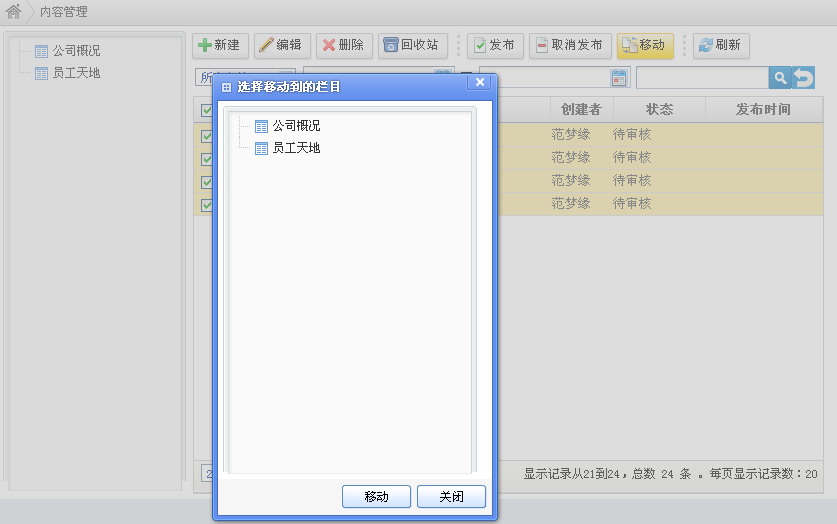 内容管理
公司概况
员工天地
新建 编辑 删除 回收站 发布 取消发布 移动 刷新
选择移动到的栏目
公司概况
员工天地
创建者 状态 发布时间
范梦缘 待审核
范梦缘 待审核
范梦缘 待审核
范梦缘 待审核
显示记录从21到24，总数 24 条 。每页显示记录数：20
移动 关闭